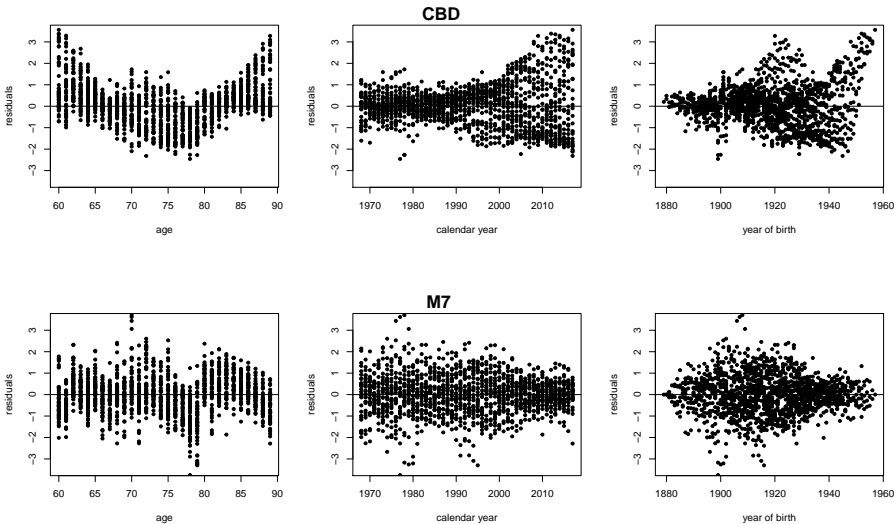 CBD
residuals
3
2
1
0
−1
−2
−3
60 65 70 75 80 85 90
age
residuals
3
2
1
0
−1
−2
−3
1970 1980 1990 2000 2010
calendar year
residuals
3
2
1
0
−1
−2
−3
1880 1900 1920 1940 1960
year of birth
M7
residuals
3
2
1
0
−1
−2
−3
60 65 70 75 80 85 90
age
residuals
3
2
1
0
−1
−2
−3
1970 1980 1990 2000 2010
calendar year
residuals
3
2
1
0
−1
−2
−3
1880 1900 1920 1940 1960
year of birth